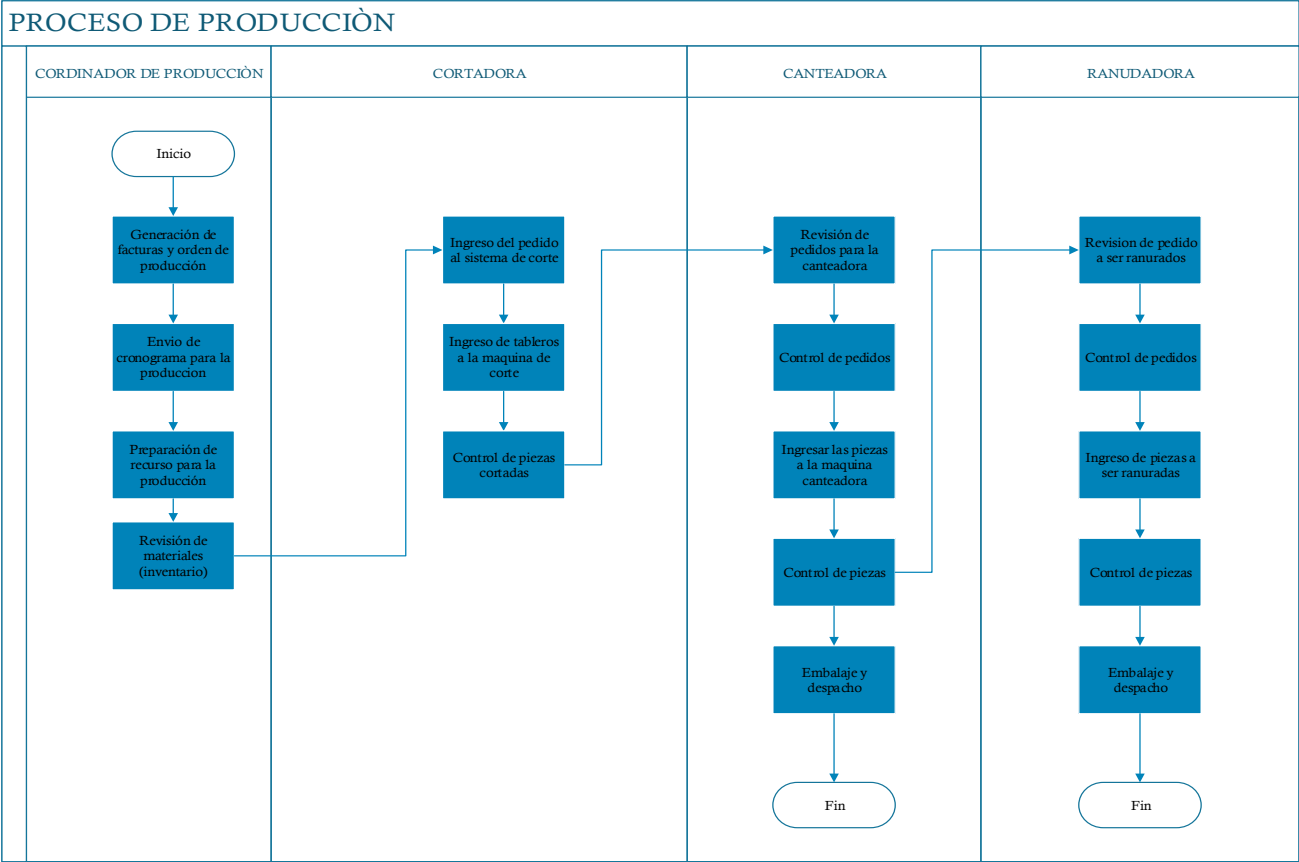 PROCESO DE PRODUCCIÒN
CORDINADOR DE PRODUCCIÒN
CORTADORA
CANTEADORA
RANUDADORA
Inicio
Generación de
facturas y orden de
producción
Envio de
cronograma para la
produccion
Preparación de
recurso para la
producción
Revisión de
materiales
(inventario)
Ingreso del pedido
al sistema de corte
Ingreso de tableros
a la maquina de
corte
Control de piezas
cortadas
Revisión de
pedidos para la
canteadora
Control de pedidos
Ingresar las piezas
a la maquina
canteadora
Control de piezas
Embalaje y
despacho
Fin
Revision de pedido
a ser ranurados
Control de pedidos
Ingreso de piezas a
ser ranuradas
Control de piezas
Embalaje y
despacho
Fin